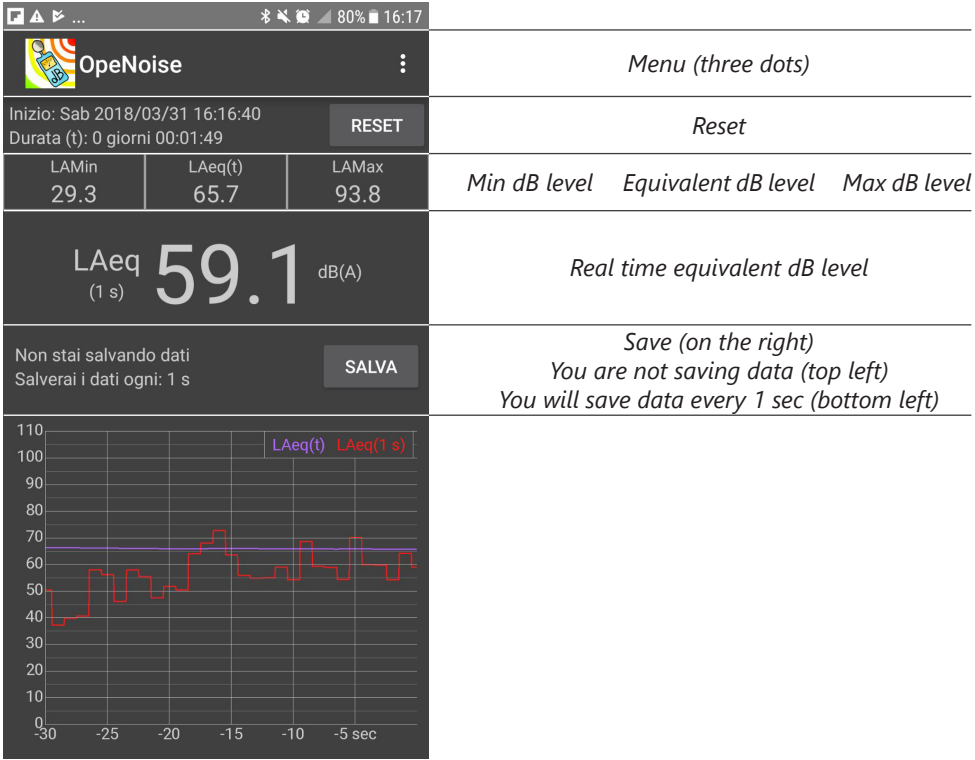 ... 80% 16:17
OpeNoise
Menu (three dots)
Inizio: Sab 2018/03/31 16:16:40
Durata (t): 0 giorni 00:01:49
RESET
Reset
LAMin LAeq(t) LAMax
29.3 65.7 93.8
Min dB level Equivalent dB level Max dB level
LAeq
(1 s)
59.1 dB(A)
Real time equivalent dB level
Non stai salvando dati
Salverai i dati ogni: 1 s
SALVA
Save (on the right)
You are not saving data (top left)
You will save data every 1 sec (bottom left)
LAeq(t) LAeq(1 s)
110
100
90
80
70
60
50
40
30
20
10
0
-30 -25 -20 -15 -10 -5 sec